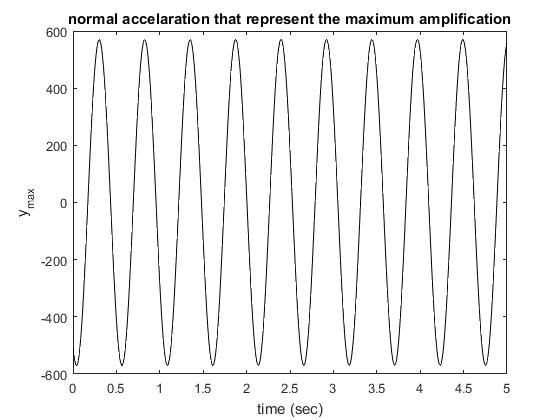 normal accelaration that represent the maximum amplification
600
400
200
0
-200
-400
-600
y_max
0 0.5 1 1.5 2 2.5 3 3.5 4 4.5 5
time (sec)